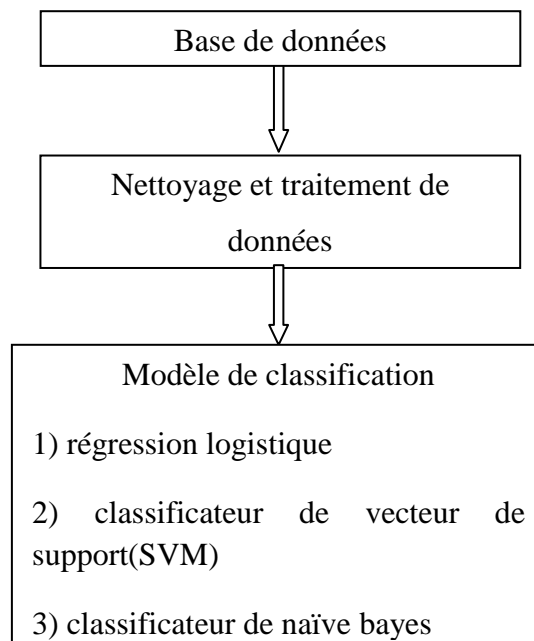 Base de données
Nettoyage et traitement de
données
Modèle de classification
1) régression logistique
2) classificateur de vecteur de
support(SVM)
3) classificateur de naïve bayes